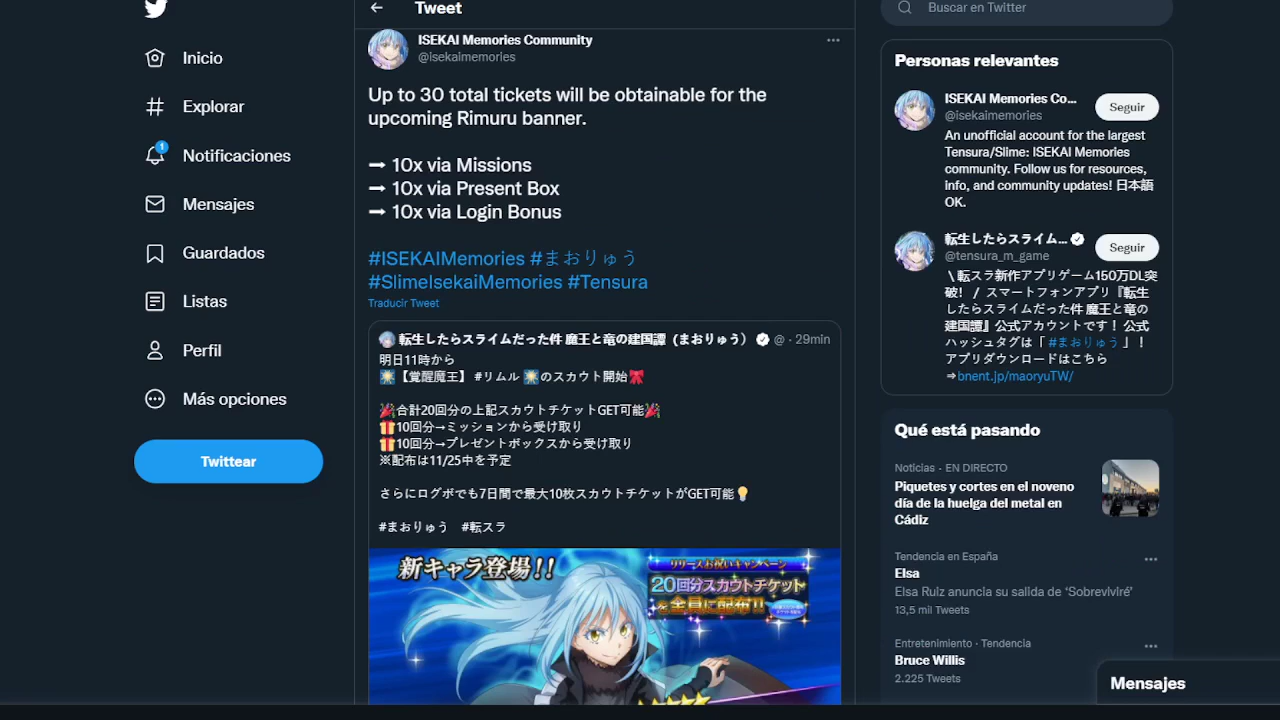 Inicio
Explorar
1
Notificaciones
Mensajes
Guardados
Listas
Perfil
Más opciones
Twittear
Tweet
ISEKAI Memories Community
@isekaimemories
Up to 30 total tickets will be obtainable for the
upcoming Rimuru banner.
➞ 10x via Missions
➞ 10x via Present Box
➞ 10x via Login Bonus
#ISEKAIMemories #まおりゅう
#SlimeIsekaiMemories #Tensura
Traducir Tweet
転生したらスライムだった件 魔王と竜の建国譚（まおりゅう） @ · 29min
明日11時から
【覚醒魔王】 #リムル のスカウト開始
合計20回分の上記スカウトチケットGET可能
10回分→ミッションから受け取り
10回分→プレゼントボックスから受け取り
※配布は11/25中を予定
さらにログボでも7日間で最大10枚スカウトチケットがGET可能
#まおりゅう #転スラ
新キャラ登場!!
リリースお祝いキャンペーン
20回分スカウトチケット
を全員に配布!!
Buscar en Twitter
Personas relevantes
ISEKAI Memories Co...
@isekaimemories
Seguir
An unofficial account for the largest
Tensura/Slime: ISEKAI Memories
community. Follow us for resources,
info, and community updates! 日本語
OK.
転生したらスライム...
@tensura_m_game
Seguir
\ 転スラ新作アプリゲーム150万DL突
破！ / スマートフォンアプリ『転生
したらスライムだった件 魔王と竜の
建国譚』公式アカウントです！ 公式
ハッシュタグは「 #まおりゅう 」！
アプリダウンロードはこちら
⇒bnent.jp/maoryuTW/
Qué está pasando
Noticias · EN DIRECTO
Piquetes y cortes en el noveno
día de la huelga del metal en
Cádiz
Tendencia en España
Elsa
Elsa Ruiz anuncia su salida de ‘Sobreviviré’
13,5 mil Tweets
Entretenimiento · Tendencia
Bruce Willis
2.225 Tweets
Mensajes